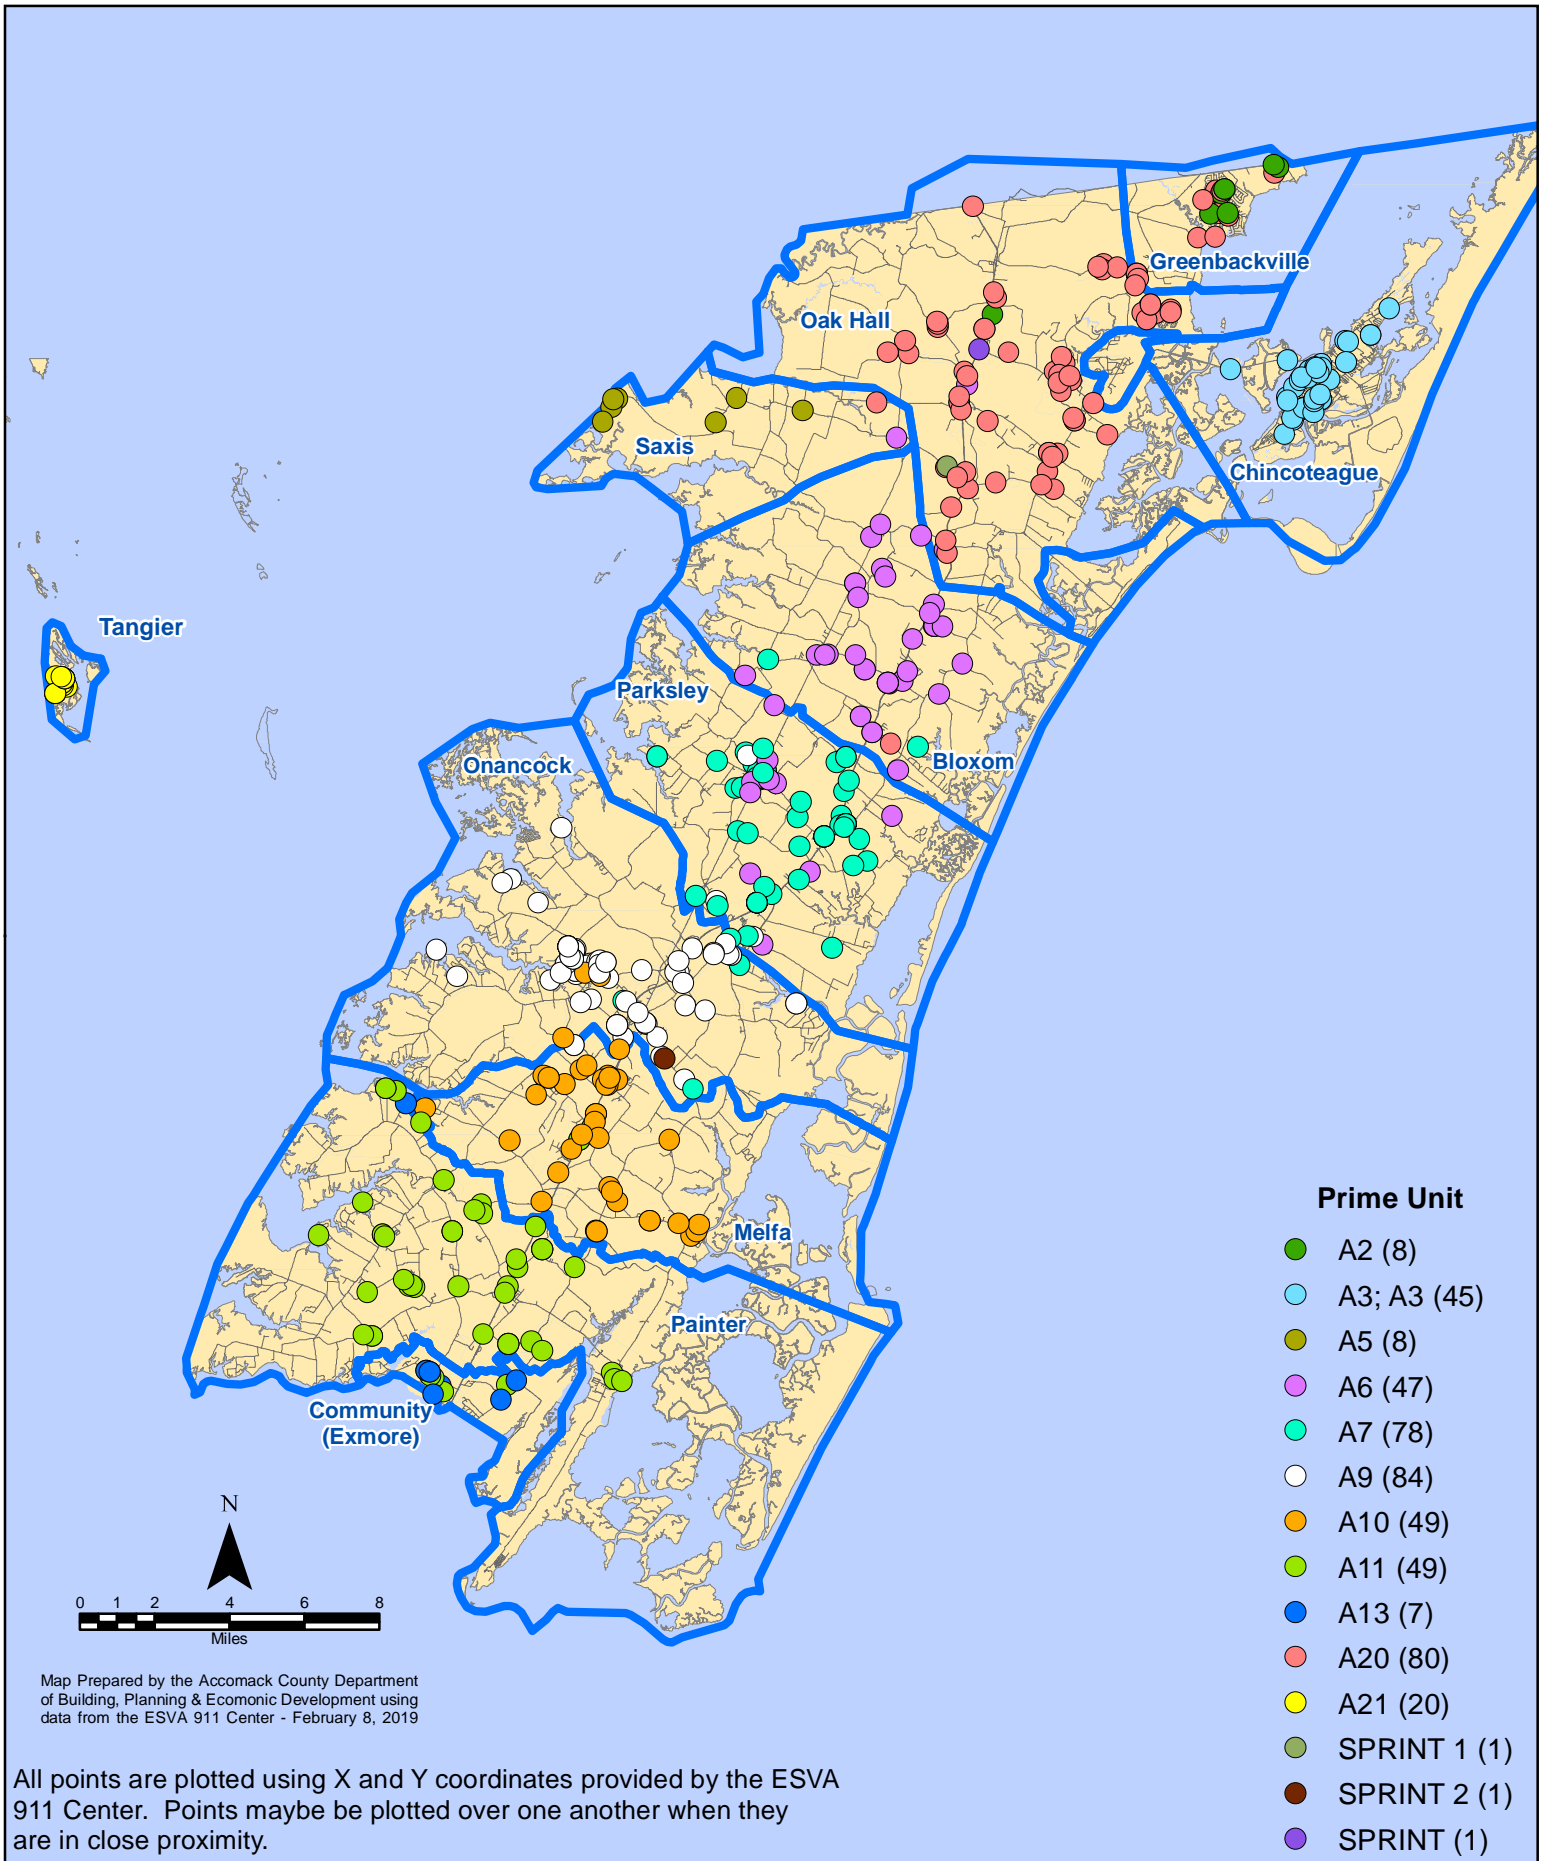 Greenbackville
Oak Hall
Saxis
Chincoteague
Tangier
Parksley
Onancock
Bloxom
Melfa
Painter
Community
(Exmore)
Prime Unit
A2 (8)
A3; A3 (45)
A5 (8)
A6 (47)
A7 (78)
A9 (84)
A10 (49)
A11 (49)
A13 (7)
A20 (80)
A21 (20)
SPRINT 1 (1)
SPRINT 2 (1)
SPRINT (1)
N
0 1 2 4 6 8
Miles
Map Prepared by the Accomack County Department
of Building, Planning & Ecomonic Development using
data from the ESVA 911 Center - February 8, 2019
All points are plotted using X and Y coordinates provided by the ESVA
911 Center.  Points maybe be plotted over one another when they
are in close proximity.